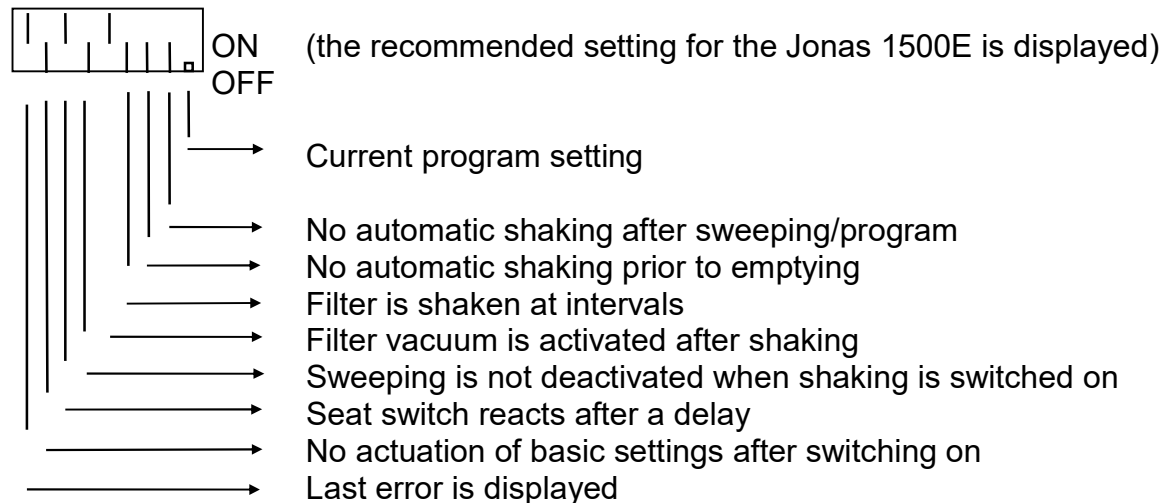 ON (the recommended setting for the Jonas 1500E is displayed)
OFF
Current program setting
No automatic shaking after sweeping/program
No automatic shaking prior to emptying
Filter is shaken at intervals
Filter vacuum is activated after shaking
Sweeping is not deactivated when shaking is switched on
Seat switch reacts after a delay
No actuation of basic settings after switching on
Last error is displayed